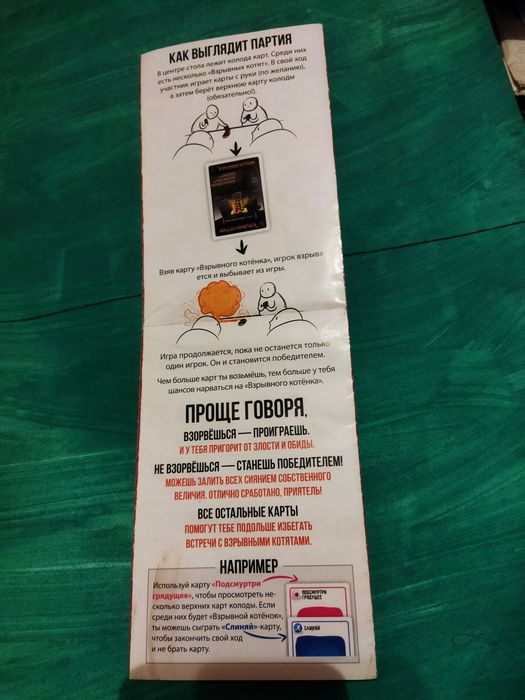 КАК ВЫГЛЯДИТ ПАРТИЯ
В центре стола лежит колода карт. Среди них
есть несколько «Взрывных котят». В свой ход
участник играет карты с руки (по желанию),
а затем берёт верхнюю карту колоды
(обязательно!).
Взяв карту «Взрывного котёнка», игрок взрыва
ется и выбывает из игры.
Игра продолжается, пока не останется только
один игрок. Он и становится победителем.
Чем больше карт ты возьмёшь, тем больше у тебя
шансов нарваться на «Взрывного котёнка».
ПРОЩЕ ГОВОРЯ,
ВЗОРВЁШЬСЯ — ПРОИГРАЕШЬ.
И У ТЕБЯ ПРИГОРИТ ОТ ЗЛОСТИ И ОБИДЫ.
НЕ ВЗОРВЁШЬСЯ — СТАНЕШЬ ПОБЕДИТЕЛЕМ!
МОЖЕШЬ ЗАЛИТЬ ВСЕХ СИЯНИЕМ СОБСТВЕННОГО
ВЕЛИЧИЯ. ОТЛИЧНО СРАБОТАНО, ПРИЯТЕЛЬ!
ВСЕ ОСТАЛЬНЫЕ КАРТЫ
ПОМОГУТ ТЕБЕ ПОДОЛЬШЕ ИЗБЕГАТЬ
ВСТРЕЧИ С ВЗРЫВНЫМИ КОТЯТАМИ.
НАПРИМЕР
Используй карту «Подсмуртри
грядущее», чтобы просмотреть не-
сколько верхних карт колоды. Если
среди них будет «Взрывной котёнок»,
ты можешь сыграть «Слиняй»-карту,
чтобы закончить свой ход
и не брать карту.
ПОДСМУРТРИ
ГРЯДУЩЕЕ
СЛИНЯЙ